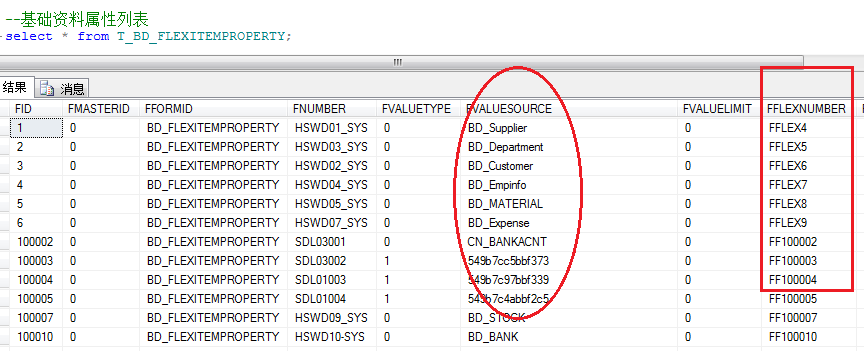 --基础资料属性列表
select * from T_BD_FLEXITEMPROPERTY;
结果 消息
FID FMASTERID FFORMID FNUMBER FVALUETYPE FVALUESOURCE FVALUELIMIT FFLEXNUMBER
1 0 BD_FLEXITEMPROPERTY HSWD01_SYS 0 BD_Supplier 0 FFLEX4
2 0 BD_FLEXITEMPROPERTY HSWD03_SYS 0 BD_Department 0 FFLEX5
3 0 BD_FLEXITEMPROPERTY HSWD02_SYS 0 BD_Customer 0 FFLEX6
4 0 BD_FLEXITEMPROPERTY HSWD04_SYS 0 BD_Empinfo 0 FFLEX7
5 0 BD_FLEXITEMPROPERTY HSWD05_SYS 0 BD_MATERIAL 0 FFLEX8
6 0 BD_FLEXITEMPROPERTY HSWD07_SYS 0 BD_Expense 0 FFLEX9
100002 0 BD_FLEXITEMPROPERTY SDL03001 0 CN_BANKACNT 0 FF100002
100003 0 BD_FLEXITEMPROPERTY SDL03002 1 549b7cc5bbf373 0 FF100003
100004 0 BD_FLEXITEMPROPERTY SDL01003 1 549b7c97bbf339 0 FF100004
100005 0 BD_FLEXITEMPROPERTY SDL01004 1 549b7c4abbf2c5 0 FF100005
100007 0 BD_FLEXITEMPROPERTY HSWD09_SYS 0 BD_STOCK 0 FF100007
100010 0 BD_FLEXITEMPROPERTY HSWD10-SYS 0 BD_BANK 0 FF100010